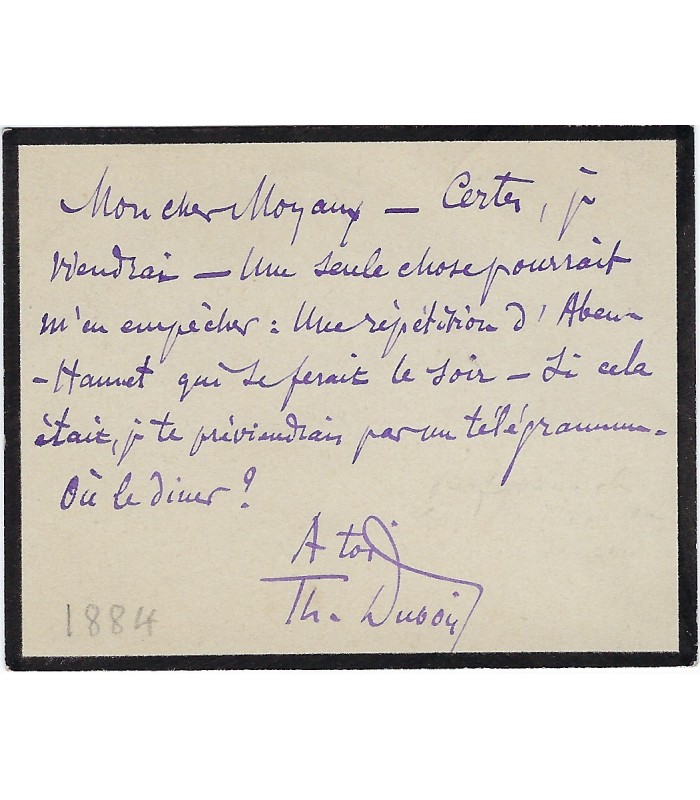 Mon cher Moyaux — Certes, je
viendrai — Une seule chose pourrait
m'en empêcher : Une répétition d'Aben-
-Hamet qui se ferait le soir — Si cela
était, je te préviendrais par un télégramme.
Où le diner ?
A toi
Th. Dubois
1884